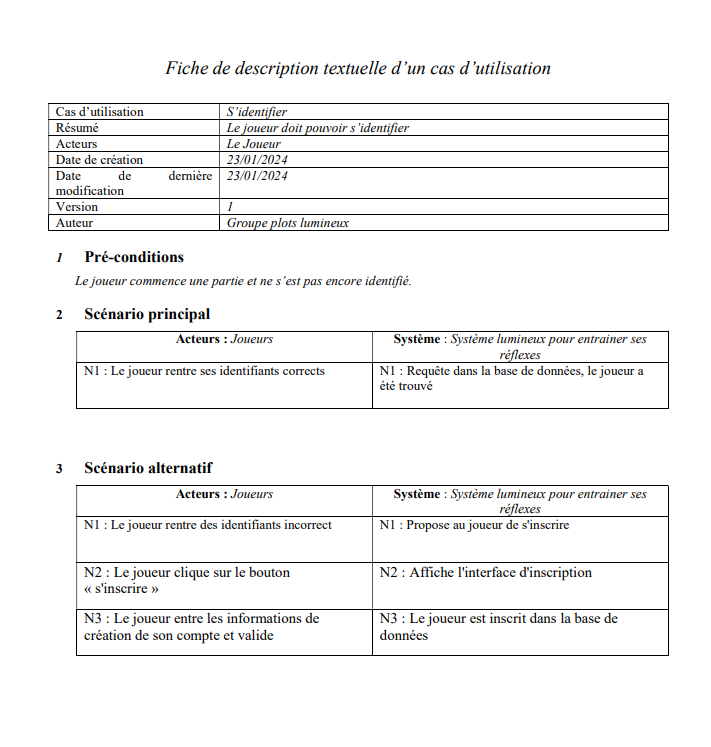 Fiche de description textuelle d’un cas d’utilisation
Cas d’utilisation S’identifier
Résumé Le joueur doit pouvoir s’identifier
Acteurs Le Joueur
Date de création 23/01/2024
Date de dernière 23/01/2024
modification
Version 1
Auteur Groupe plots lumineux
1 Pré-conditions
Le joueur commence une partie et ne s’est pas encore identifié.
2 Scénario principal
Acteurs : Joueurs Système : Système lumineux pour entrainer ses
réflexes
N1 : Le joueur rentre ses identifiants corrects N1 : Requête dans la base de données, le joueur a
été trouvé
3 Scénario alternatif
Acteurs : Joueurs Système : Système lumineux pour entrainer ses
réflexes
N1 : Le joueur rentre des identifiants incorrect N1 : Propose au joueur de s'inscrire
N2 : Le joueur clique sur le bouton N2 : Affiche l'interface d'inscription
« s'inscrire »
N3 : Le joueur entre les informations de N3 : Le joueur est inscrit dans la base de
création de son compte et valide données